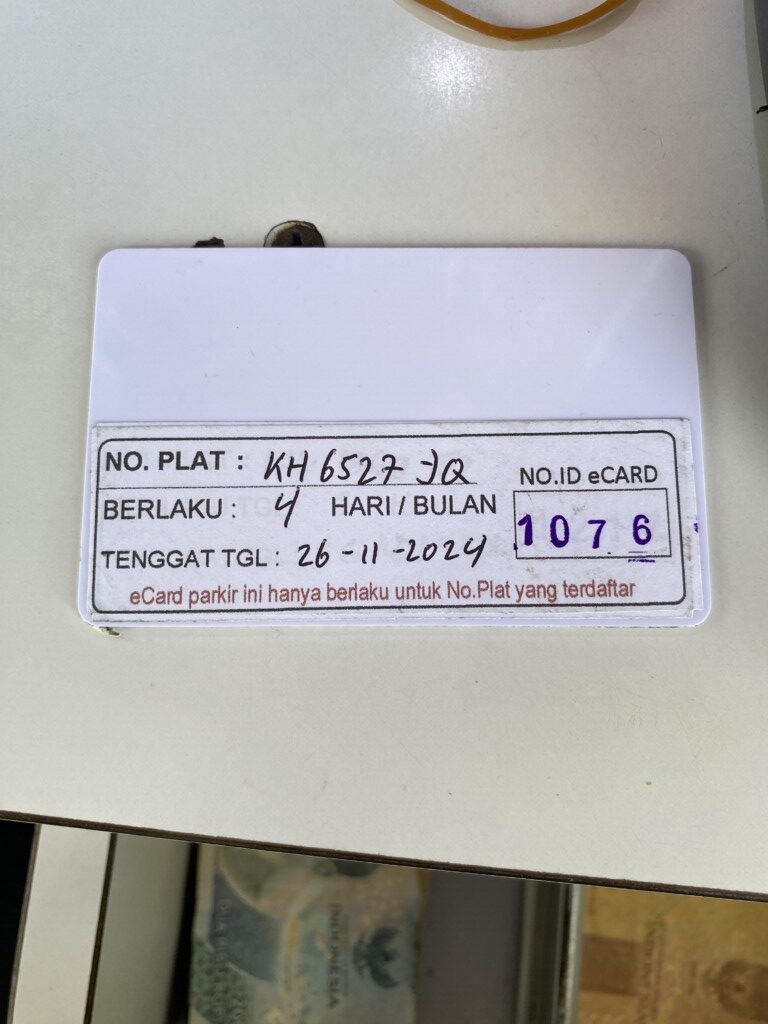 NO. PLAT : KH 6527 JQ
BERLAKU : 4 HARI / BULAN
TENGGAT TGL : 26-11-2024
NO.ID eCARD
1076
eCard parkir ini hanya berlaku untuk No.Plat yang terdaftar
INDONESIA